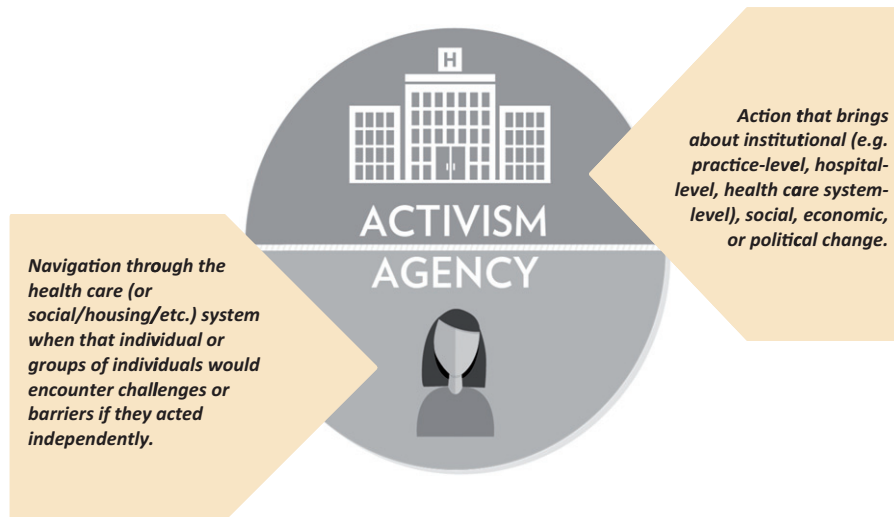 H
ACTIVISM
AGENCY
Action that brings
about institutional (e.g.
practice-level, hospital-
level, health care system-
level), social, economic,
or political change.
Navigation through the
health care (or
social/housing/etc.) system
when that individual or
groups of individuals would
encounter challenges or
barriers if they acted
independently.